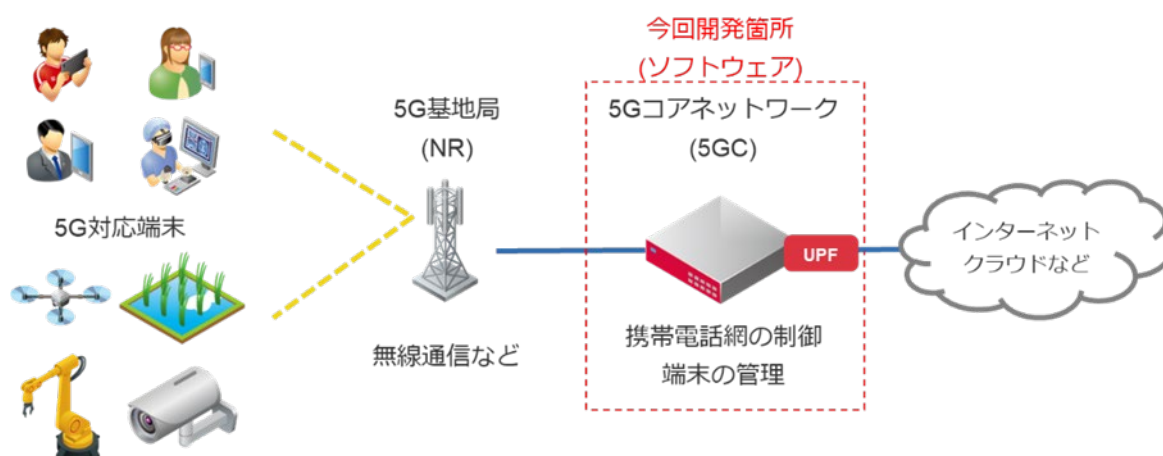 今回開発箇所
(ソフトウェア)
5G基地局
(NR)
5Gコアネットワーク
(5GC)
5G対応端末
UPF
インターネット
クラウドなど
無線通信など
携帯電話網の制御
端末の管理